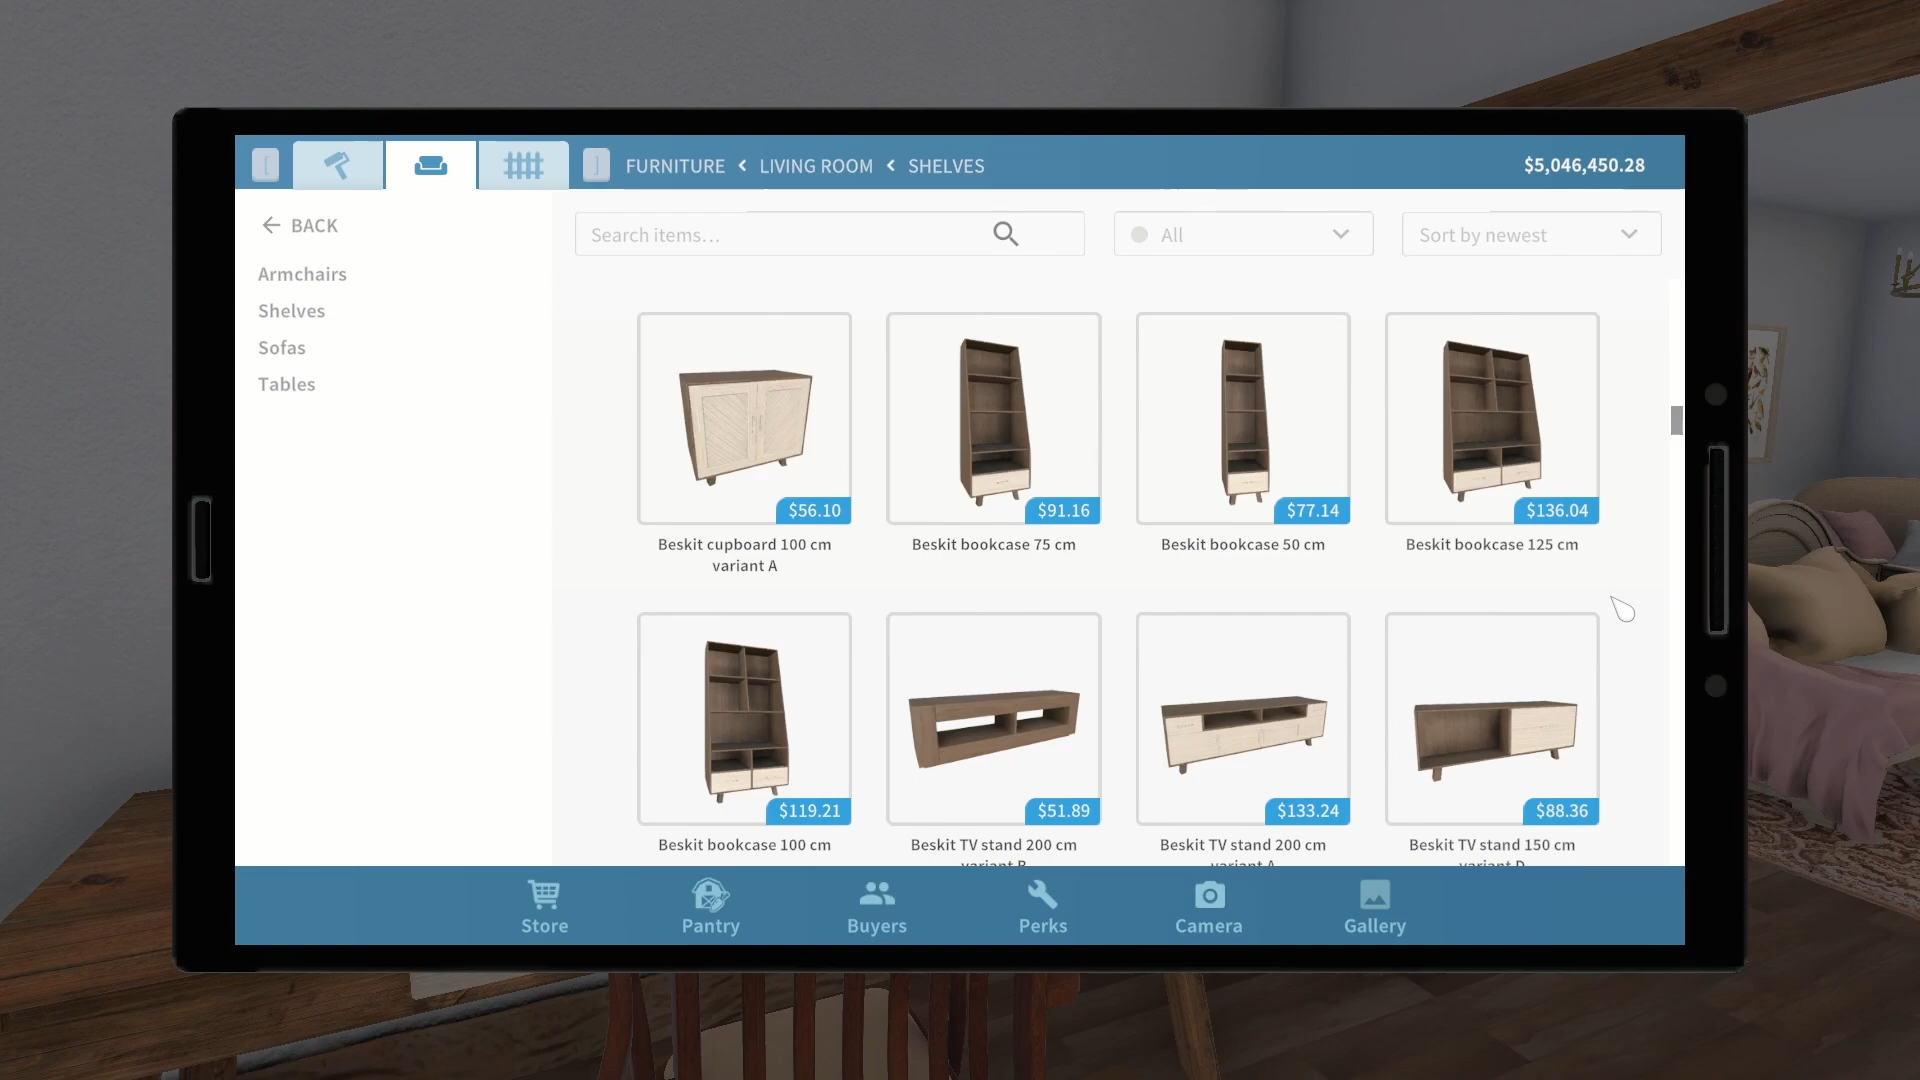 [
]
FURNITURE < LIVING ROOM < SHELVES
$5,046,450.28
BACK
Search items...
All
Sort by newest
Armchairs
Shelves
Sofas
Tables
$56.10
$91.16
$77.14
$136.04
Beskit cupboard 100 cm
variant A
Beskit bookcase 75 cm
Beskit bookcase 50 cm
Beskit bookcase 125 cm
$119.21
$51.89
$133.24
$88.36
Beskit bookcase 100 cm
Beskit TV stand 200 cm
variant B
Beskit TV stand 200 cm
variant A
Beskit TV stand 150 cm
variant D
Store
Pantry
Buyers
Perks
Camera
Gallery